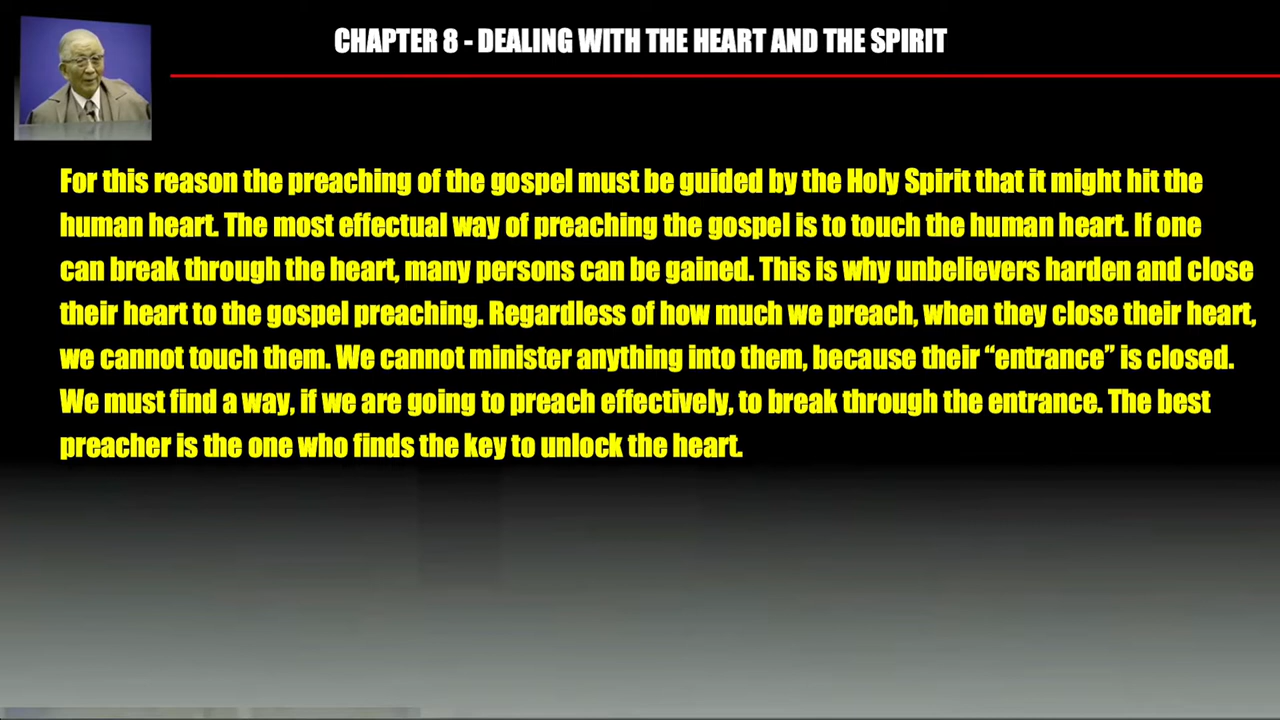 CHAPTER 8 - DEALING WITH THE HEART AND THE SPIRIT
For this reason the preaching of the gospel must be guided by the Holy Spirit that it might hit the
human heart. The most effectual way of preaching the gospel is to touch the human heart. If one
can break through the heart, many persons can be gained. This is why unbelievers harden and close
their heart to the gospel preaching. Regardless of how much we preach, when they close their heart,
we cannot touch them. We cannot minister anything into them, because their “entrance” is closed.
We must find a way, if we are going to preach effectively, to break through the entrance. The best
preacher is the one who finds the key to unlock the heart.